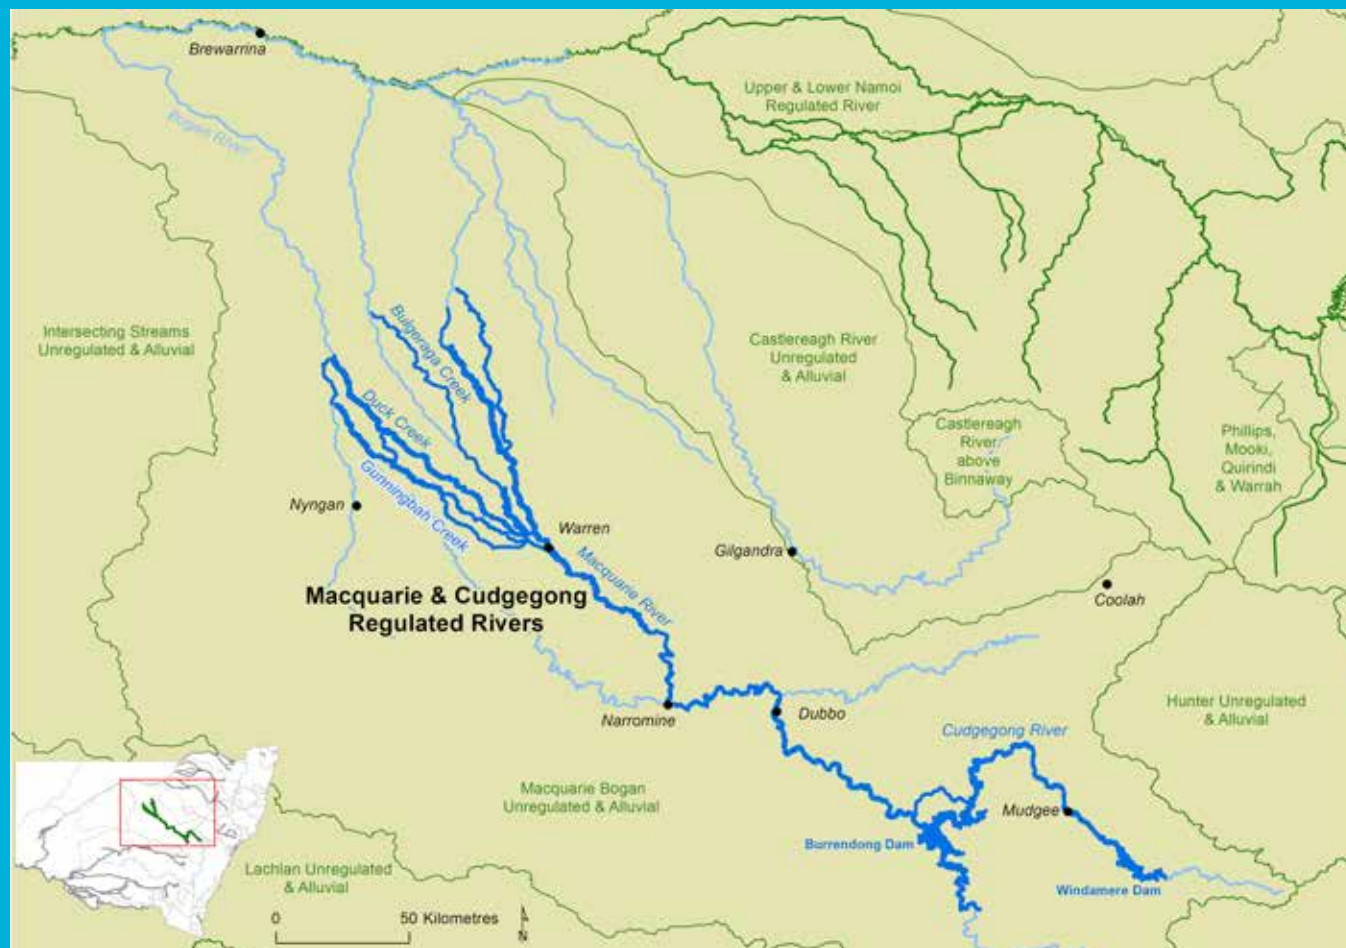 Brewarrina
Bogan River
Upper & Lower Namoi
Regulated River
Intersecting Streams
Unregulated & Alluvial
Bulgeraga Creek
Castlereagh River
Unregulated
& Alluvial
Duck Creek
Castlereagh
River
above
Binnaway
Phillips,
Mooki,
Quirindi
& Warrah
Gunningbah Creek
Nyngan
Warren
Gilgandra
Macquarie River
Coolah
Macquarie & Cudgegong
Regulated Rivers
Narromine
Dubbo
Hunter Unregulated
& Alluvial
Cudgegong River
Macquarie Bogan
Unregulated & Alluvial
Mudgee
Burrendong Dam
Windamere Dam
Lachlan Unregulated
& Alluvial
0 50 Kilometres
N